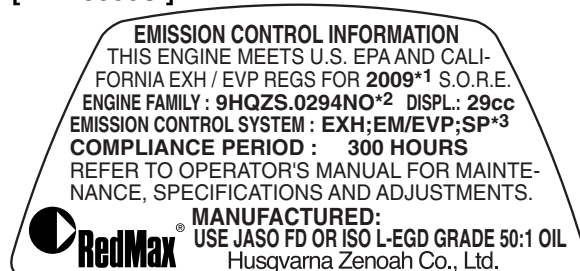 EMISSION CONTROL INFORMATION
THIS ENGINE MEETS U.S. EPA AND CALI-
FORNIA EXH / EVP REGS FOR 2009*1 S.O.R.E.
ENGINE FAMILY : 9HQZS.0294NO*2 DISPL.: 29cc
EMISSION CONTROL SYSTEM : EXH;EM/EVP;SP*3
COMPLIANCE PERIOD : 300 HOURS
REFER TO OPERATOR'S MANUAL FOR MAINTE-
NANCE, SPECIFICATIONS AND ADJUSTMENTS.
MANUFACTURED:
RedMax® USE JASO FD OR ISO L-EGD GRADE 50:1 OIL
Husqvarna Zenoah Co., Ltd.